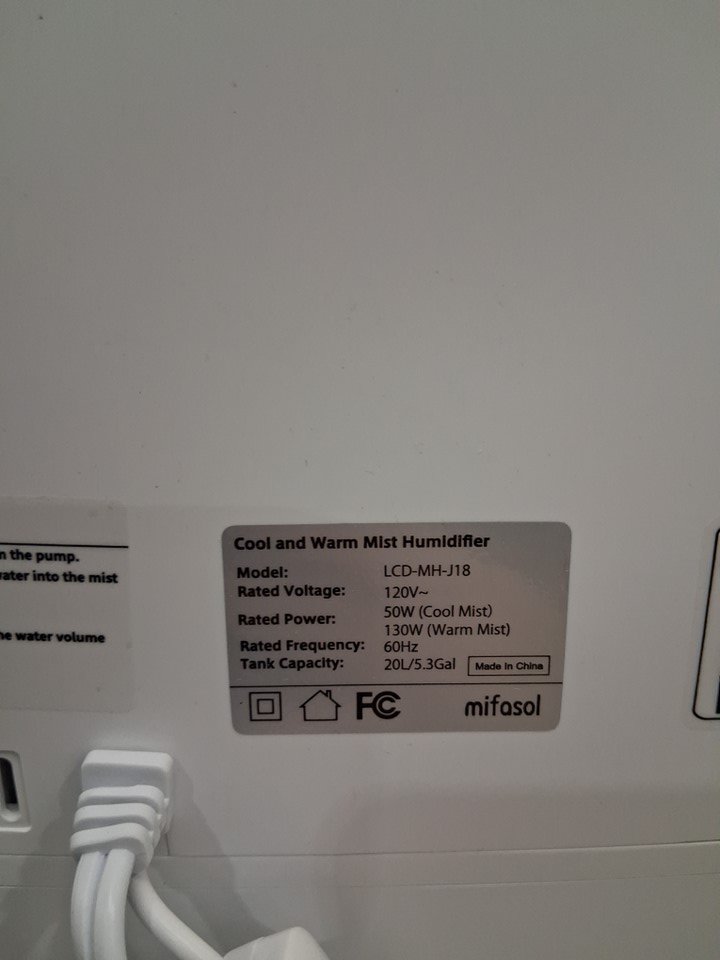 n the pump.
ater into the mist
he water volume
Cool and Warm Mist Humidifier
Model: LCD-MH-J18
Rated Voltage: 120V~
Rated Power: 50W (Cool Mist)
130W (Warm Mist)
Rated Frequency: 60Hz
Tank Capacity: 20L/5.3Gal Made In China
FC mifasol